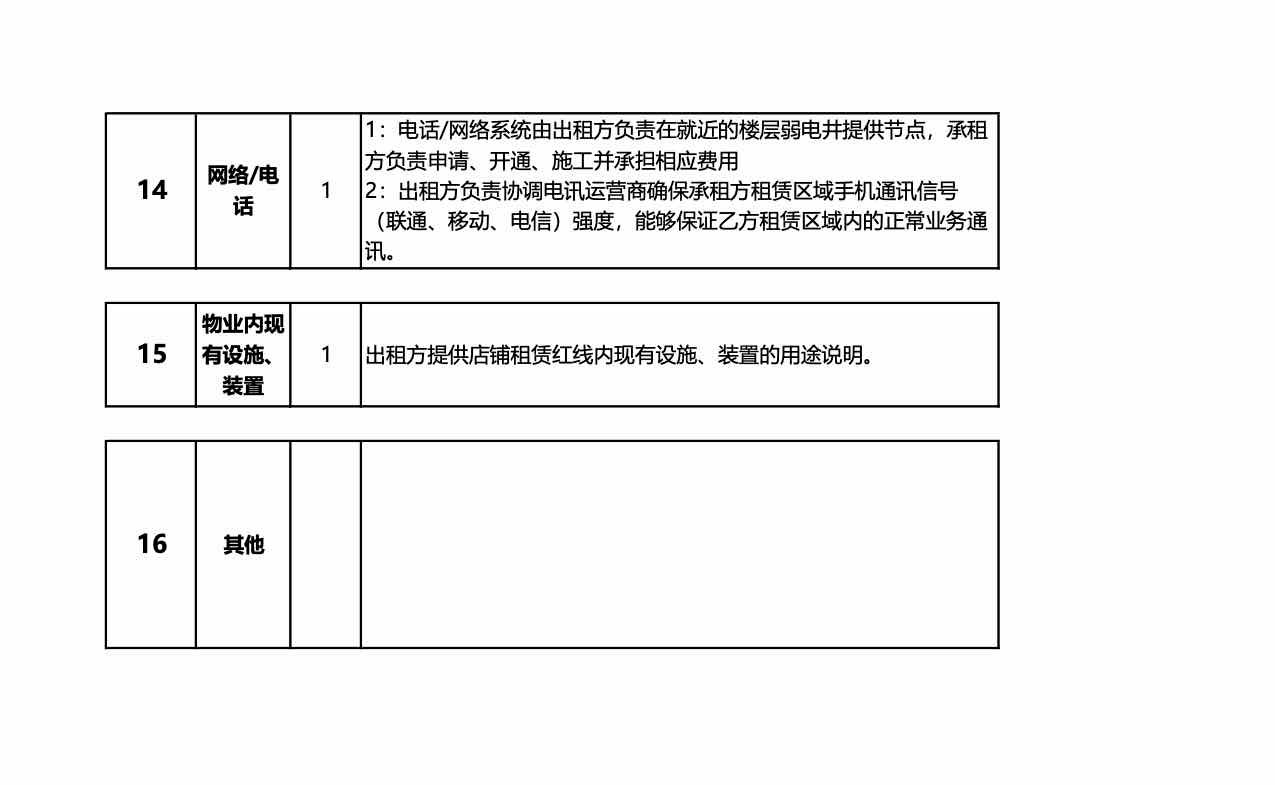 14
网络/电
话
1
1：电话/网络系统由出租方负责在就近的楼层弱电井提供节点，承租
方负责申请、开通、施工并承担相应费用
2：出租方负责协调电讯运营商确保承租方租赁区域手机通讯信号
（联通、移动、电信）强度，能够保证乙方租赁区域内的正常业务通
讯。
15
物业内现
有设施、
装置
1
出租方提供店铺租赁红线内现有设施、装置的用途说明。
16
其他